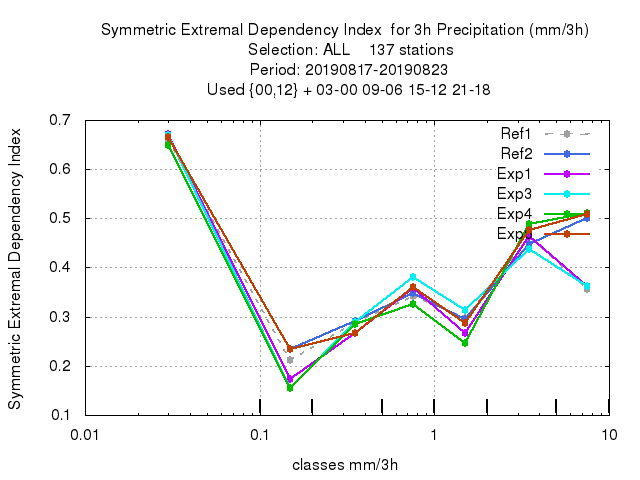 Symmetric Extremal Dependency Index  for 3h Precipitation (mm/3h)
Selection: ALL    137 stations
Period: 20190817-20190823
Used {00,12} + 03-00 09-06 15-12 21-18
Symmetric Extremal Dependency Index
0.7
0.6
0.5
0.4
0.3
0.2
0.1
Ref1
Ref2
Exp1
Exp3
Exp4
0.01
0.1
1
10
classes mm/3h